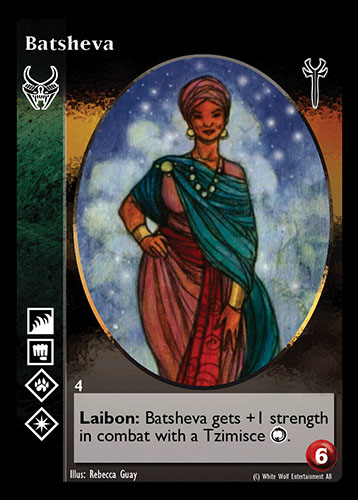 Batsheva
4
Laibon: Batsheva gets +1 strength
in combat with a Tzimisce .
6
Illus: Rebecca Guay
(C) White Wolf Entertainment AB